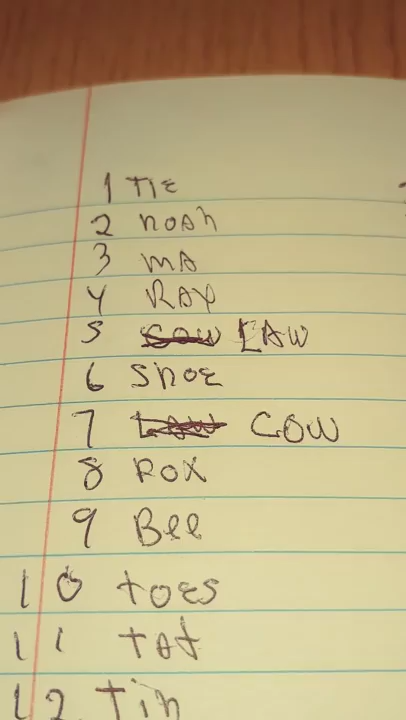 1 TIE
2 noah
3 mA
4 RAY
5 LAW
6 Shoe
7 COW
8 ROX
9 Bee
10 toes
11 tot
12 Tin